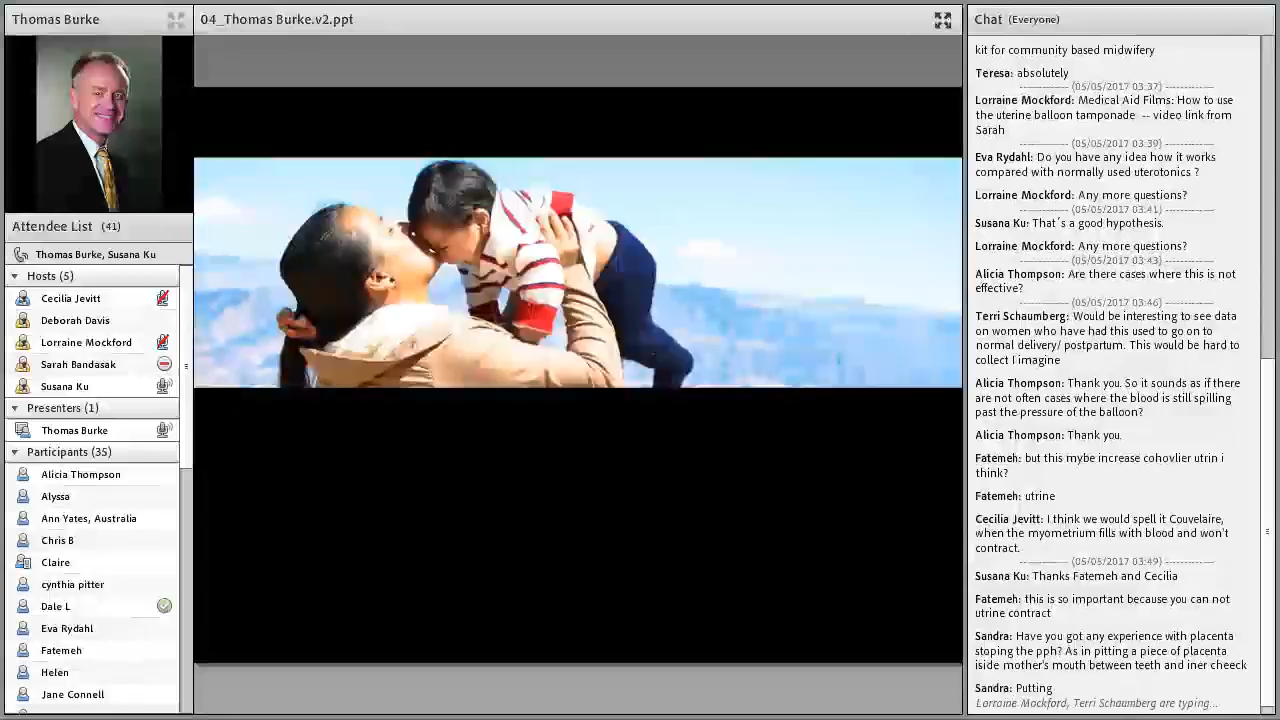 Thomas Burke
Attendee List (41)
Thomas Burke, Susana Ku
Hosts (5)
Cecilia Jevitt
Deborah Davis
Lorraine Mockford
Sarah Bandasak
Susana Ku
Presenters (1)
Thomas Burke
Participants (35)
Alicia Thompson
Alyssa
Ann Yates, Australia
Chris B
Claire
cynthia pitter
Dale L
Eva Rydahl
Fatemeh
Helen
Jane Connell
04_Thomas Burke.v2.ppt
Chat (Everyone)
kit for community based midwifery
Teresa: absolutely
------------ (05/05/2017 03:37) ------------
Lorraine Mockford: Medical Aid Films: How to use
the uterine balloon tamponade -- video link from
Sarah
------------ (05/05/2017 03:39) ------------
Eva Rydahl: Do you have any idea how it works
compared with normally used uterotonics ?
Lorraine Mockford: Any more questions?
------------ (05/05/2017 03:41) ------------
Susana Ku: That´s a good hypothesis.
Lorraine Mockford: Any more questions?
------------ (05/05/2017 03:43) ------------
Alicia Thompson: Are there cases where this is not
effective?
------------ (05/05/2017 03:46) ------------
Terri Schaumberg: Would be interesting to see data
on women who have had this used to go on to
normal delivery/ postpartum. This would be hard to
collect I imagine
Alicia Thompson: Thank you. So it sounds as if there
are not often cases where the blood is still spilling
past the pressure of the balloon?
Alicia Thompson: Thank you.
Fatemeh: but this mybe increase cohovlier utrin i
think?
Fatemeh: utrine
Cecilia Jevitt: I think we would spell it Couvelaire,
when the myometrium fills with blood and won't
contract.
------------ (05/05/2017 03:49) ------------
Susana Ku: Thanks Fatemeh and Cecilia
Fatemeh: this is so important because you can not
utrine contract
Sandra: Have you got any experience with placenta
stoping the pph? As in pitting a piece of placenta
iside mother's mouth between teeth and iner cheeck
Sandra: Putting
Lorraine Mockford, Terri Schaumberg are typing...